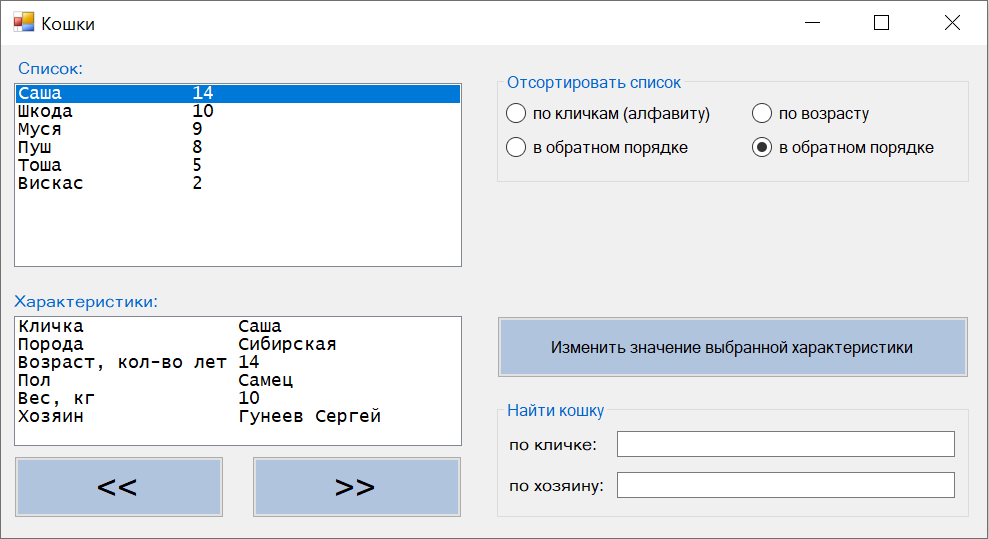 Кошки
Список:
Саша 14
Шкода 10
Муся 9
Пуш 8
Тоша 5
Вискас 2
Отсортировать список
по кличкам (алфавиту) по возрасту
в обратном порядке в обратном порядке
Характеристики:
Кличка Саша
Порода Сибирская
Возраст, кол-во лет 14
Пол Самец
Вес, кг 10
Хозяин Гунеев Сергей
<< >>
Изменить значение выбранной характеристики
Найти кошку
по кличке:
по хозяину: